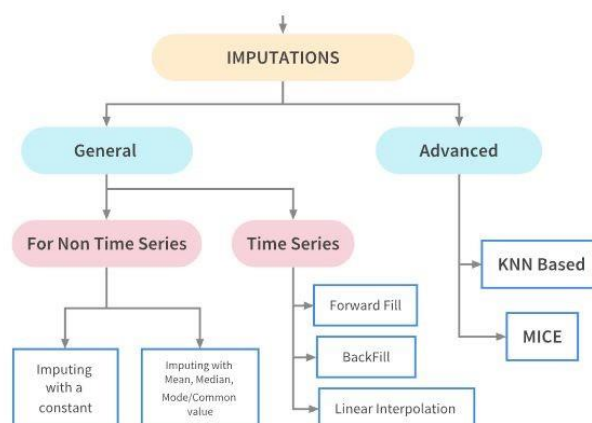 IMPUTATIONS
General
Advanced
For Non Time Series
Time Series
KNN Based
Forward Fill
MICE
BackFill
Imputing
with a
constant
Imputing with
Mean, Median,
Mode/Common
value
Linear Interpolation